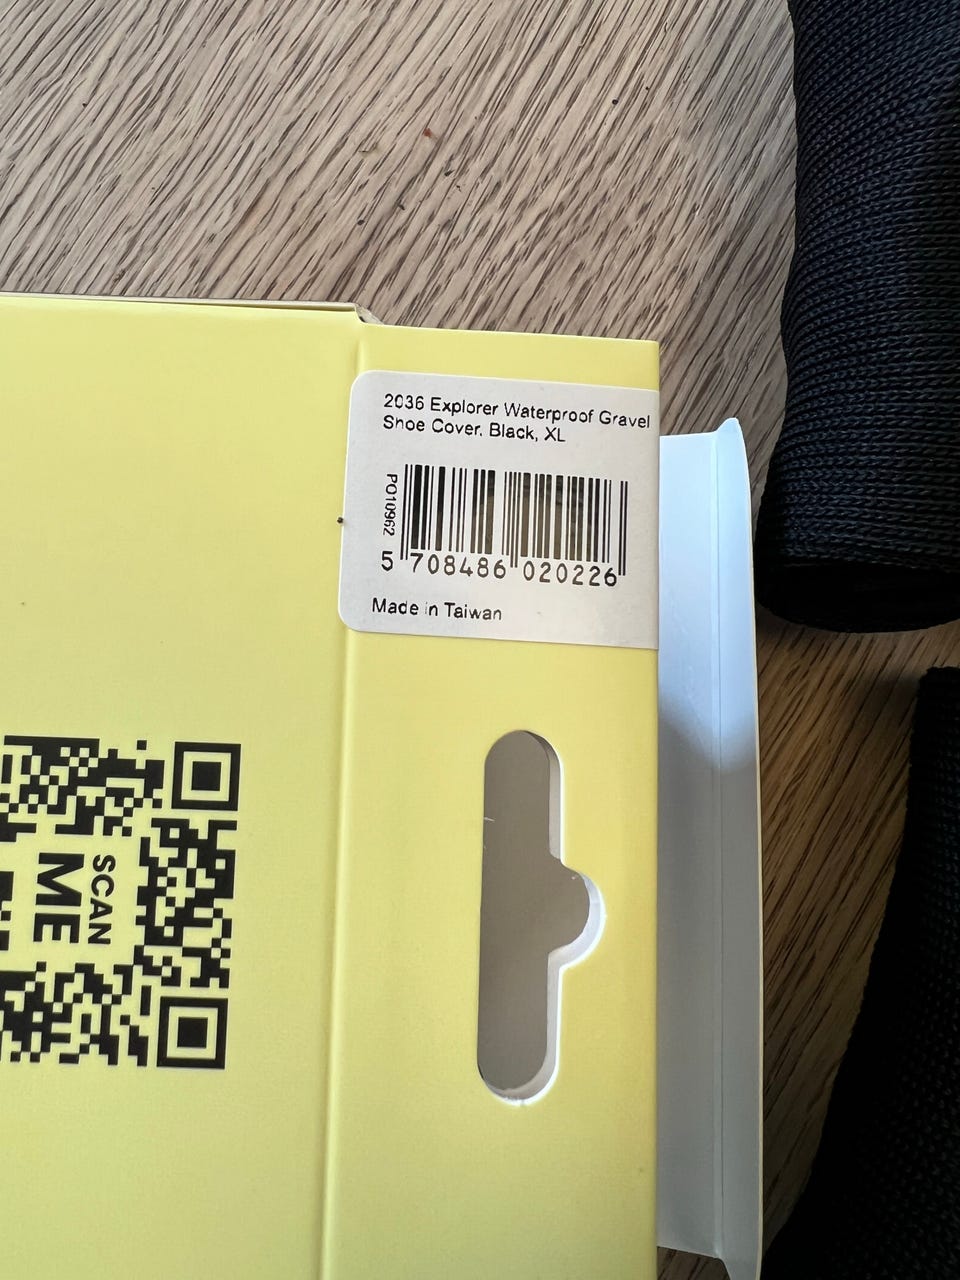 2036 Explorer Waterproof Gravel
Shoe Cover, Black, XL
PO10962
5 708486 020226
Made in Taiwan
SCAN
ME